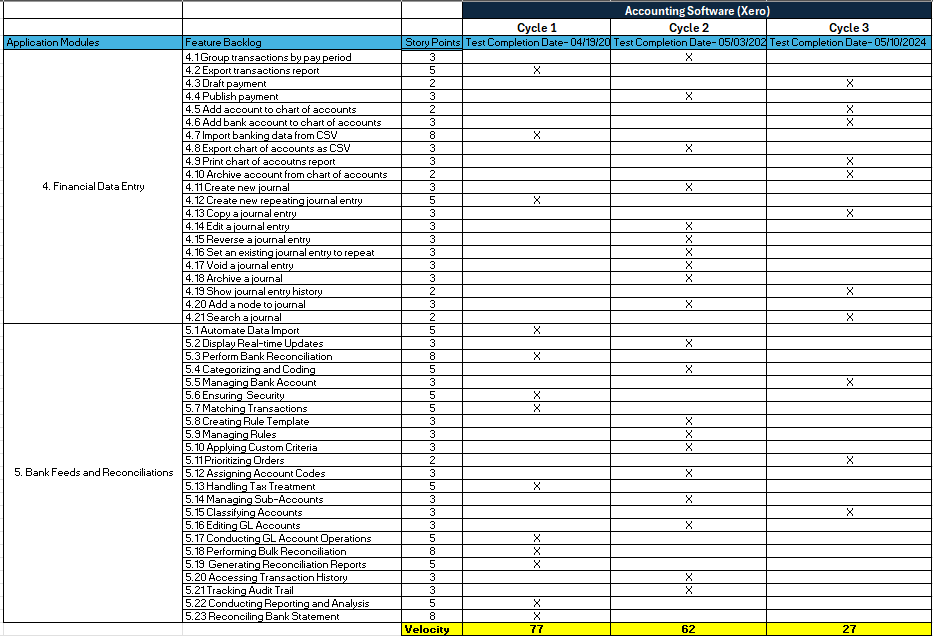 Accounting Software (Xero)
Cycle 1 Cycle 2 Cycle 3
Application Modules Feature Backlog Story Points Test Completion Date- 04/19/20 Test Completion Date- 05/03/202 Test Completion Date- 05/10/2024
4. Financial Data Entry
4.1 Group transactions by pay period 3 X
4.2 Export transactions report 5 X
4.3 Draft payment 2 X
4.4 Publish payment 3 X
4.5 Add account to chart of accounts 2 X
4.6 Add bank account to chart of accounts 3 X
4.7 Import banking data from CSV 8 X
4.8 Export chart of accounts as CSV 3 X
4.9 Print chart of accoutns report 3 X
4.10 Archive account from chart of accounts 2 X
4.11 Create new journal 3 X
4.12 Create new repeating journal entry 5 X
4.13 Copy a journal entry 3 X
4.14 Edit a journal entry 3 X
4.15 Reverse a journal entry 3 X
4.16 Set an existing journal entry to repeat 3 X
4.17 Void a journal entry 3 X
4.18 Archive a journal 3 X
4.19 Show journal entry history 2 X
4.20 Add a node to journal 3 X
4.21 Search a journal 2 X
5. Bank Feeds and Reconciliations
5.1 Automate Data Import 5 X
5.2 Display Real-time Updates 3 X
5.3 Perform Bank Reconciliation 8 X
5.4 Categorizing and Coding 5 X
5.5 Managing Bank Account 3 X
5.6 Ensuring Security 5 X
5.7 Matching Transactions 5 X
5.8 Creating Rule Template 3 X
5.9 Managing Rules 3 X
5.10 Applying Custom Criteria 3 X
5.11 Prioritizing Orders 2 X
5.12 Assigning Account Codes 3 X
5.13 Handling Tax Treatment 5 X
5.14 Managing Sub-Accounts 3 X
5.15 Classifying Accounts 3 X
5.16 Editing GL Accounts 3 X
5.17 Conducting GL Account Operations 5 X
5.18 Performing Bulk Reconciliation 8 X
5.19 Generating Reconciliation Reports 5 X
5.20 Accessing Transaction History 3 X
5.21 Tracking Audit Trail 3 X
5.22 Conducting Reporting and Analysis 5 X
5.23 Reconciling Bank Statement 8 X
Velocity 77 62 27